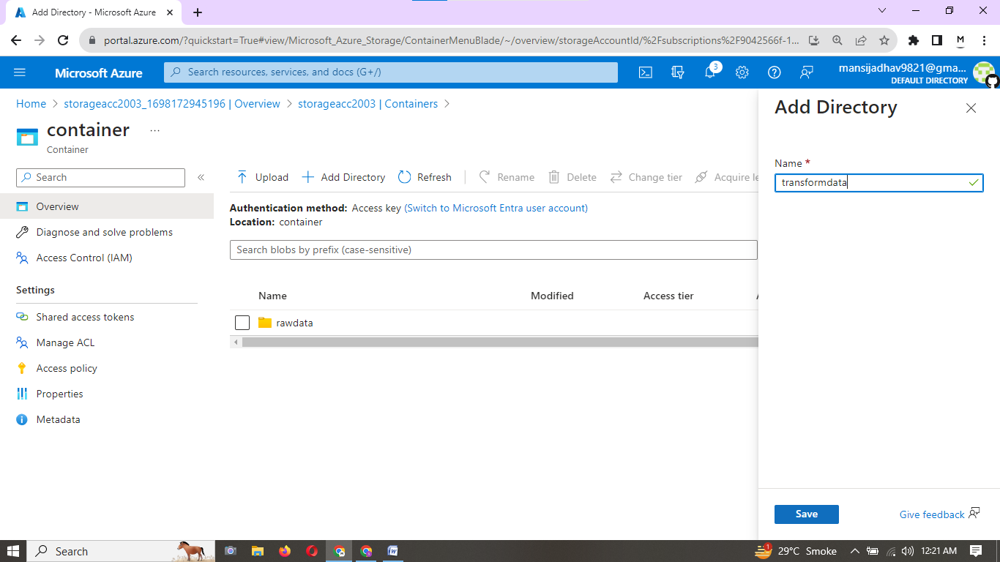 Add Directory - Microsoft Azure
portal.azure.com/?quickstart=True#view/Microsoft_Azure_Storage/ContainerMenuBlade/~/overview/storageAccountId/%2Fsubscriptions%2F9042566f-1...
M
Microsoft Azure
Search resources, services, and docs (G+/)
3
mansijadhav9821@gma...
DEFAULT DIRECTORY
Home > storageacc2003_1698172945196 | Overview > storageacc2003 | Containers >
container ...
Container
Search «
Overview
Diagnose and solve problems
Access Control (IAM)
Settings
Shared access tokens
Manage ACL
Access policy
Properties
Metadata
Upload Add Directory Refresh Rename Delete Change tier Acquire le
Authentication method: Access key (Switch to Microsoft Entra user account)
Location: container
Search blobs by prefix (case-sensitive)
Name Modified Access tier
rawdata
Add Directory
Name *
transformdata
Save Give feedback
Search 1 29°C Smoke 12:21 AM